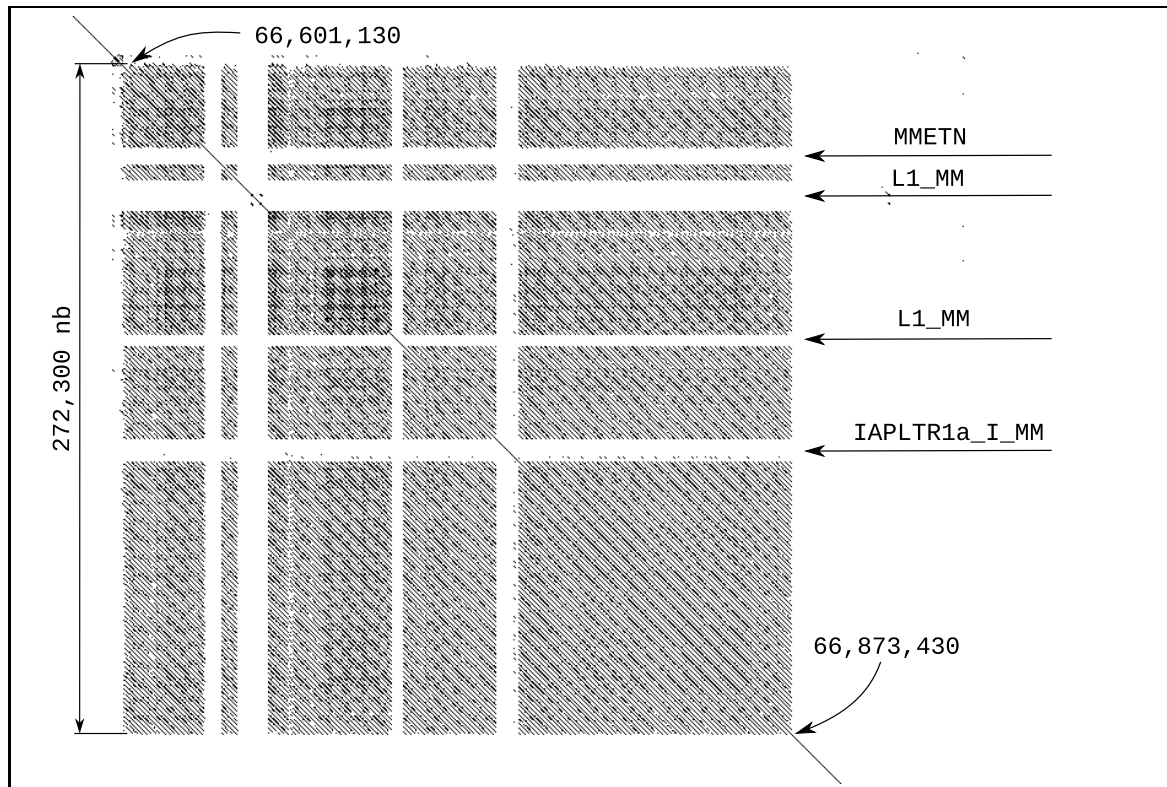 66,601,130
MMETN
L1_MM
L1_MM
272,300 nb
IAPLTR1a_I_MM
66,873,430